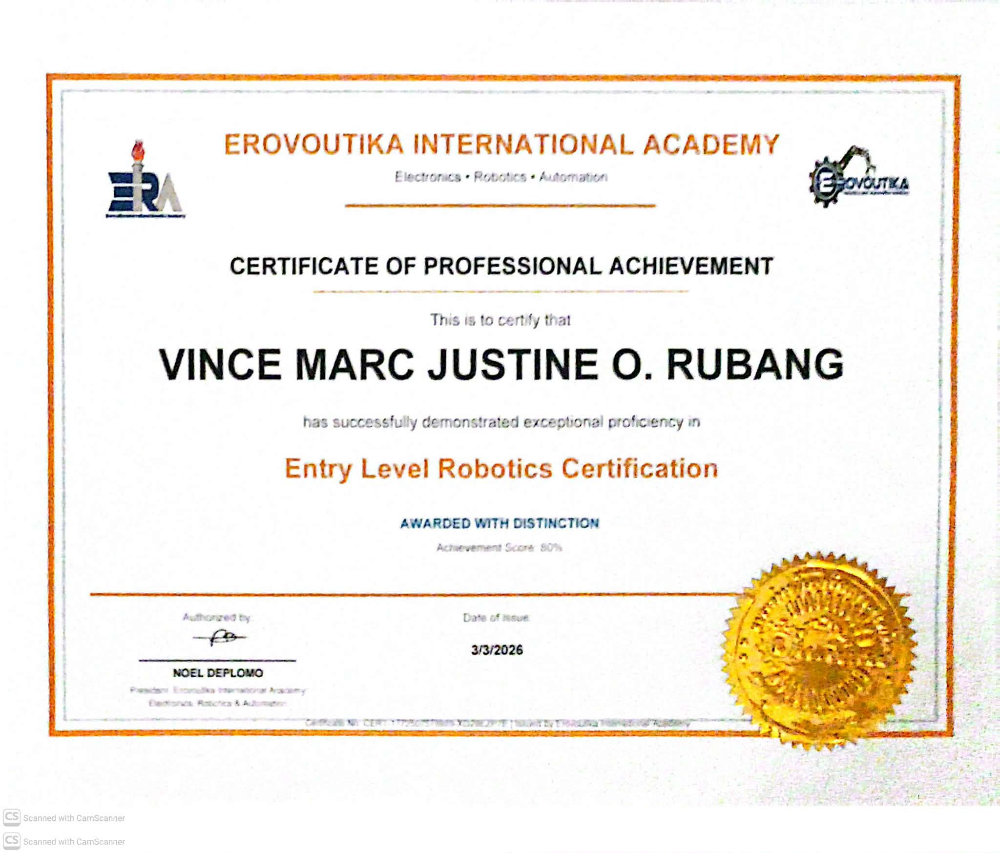 EROVOUTIKA INTERNATIONAL ACADEMY
Electronics • Robotics • Automation
ERA
EROVOUTIKA
CERTIFICATE OF PROFESSIONAL ACHIEVEMENT
This is to certify that
VINCE MARC JUSTINE O. RUBANG
has successfully demonstrated exceptional proficiency in
Entry Level Robotics Certification
AWARDED WITH DISTINCTION
Achievement Score: 80%
Authorized by:
Date of Issue:
3/3/2026
NOEL DEPLOMO
President, Erovoutika International Academy
Electronics, Robotics & Automation
Certificate No. | Issued by Erovoutika International Academy
CS Scanned with CamScanner
CS Scanned with CamScanner